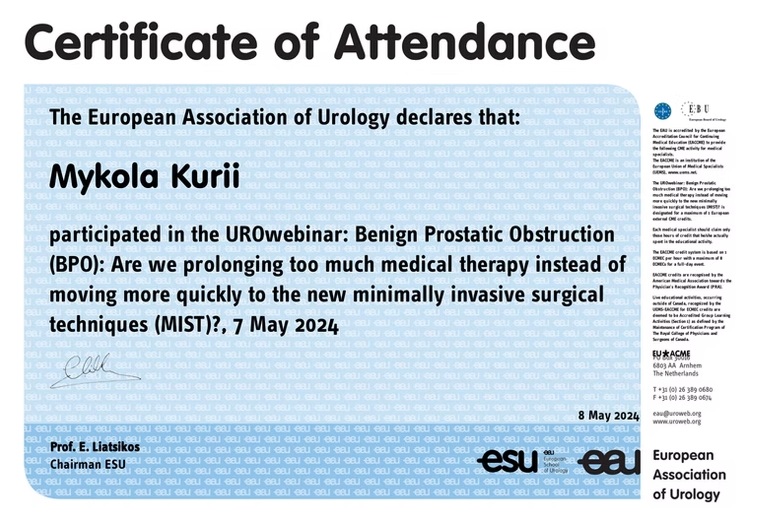 Certificate of Attendance
The European Association of Urology declares that:
Mykola Kurii
participated in the UROwebinar: Benign Prostatic Obstruction
(BPO): Are we prolonging too much medical therapy instead of
moving more quickly to the new minimally invasive surgical
techniques (MIST)?, 7 May 2024
8 May 2024
Prof. E. Liatsikos
Chairman ESU
esu
eau
European
School
of Urology
eau
EBU
European Board of Urology
The EAU is accredited by the European
Accreditation Council for Continuing
Medical Education (EACCME) to provide
the following CME activity for medical
specialists.
The EACCME is an institution of the
European Union of Medical Specialists
(UEMS), www.uems.net.
The UROwebinar: Benign Prostatic
Obstruction (BPO): Are we prolonging too
much medical therapy instead of moving
more quickly to the new minimally
invasive surgical techniques (MIST)? is
designated for a maximum of 1 European
external CME credits.
Each medical specialist should claim only
those hours of credit that he/she actually
spent in the educational activity.
The EACCME credit system is based on 1
ECMEC per hour with a maximum of 8
ECMECs for a full-day event.
EACCME credits are recognized by the
American Medical Association towards the
Physician's Recognition Award (PRA).
Live educational activities, occurring
outside of Canada, recognized by the
UEMS-EACCME for ECMEC credits are
deemed to be Accredited Group Learning
Activities (Section 1) as defined by the
Maintenance of Certification Program of
The Royal College of Physicians and
Surgeons of Canada.
EU★ACME
6803 AA Arnhem
The Netherlands
T +31 (0) 26 389 0680
F +31 (0) 26 389 0674
eau@uroweb.org
www.uroweb.org
European
Association
of Urology